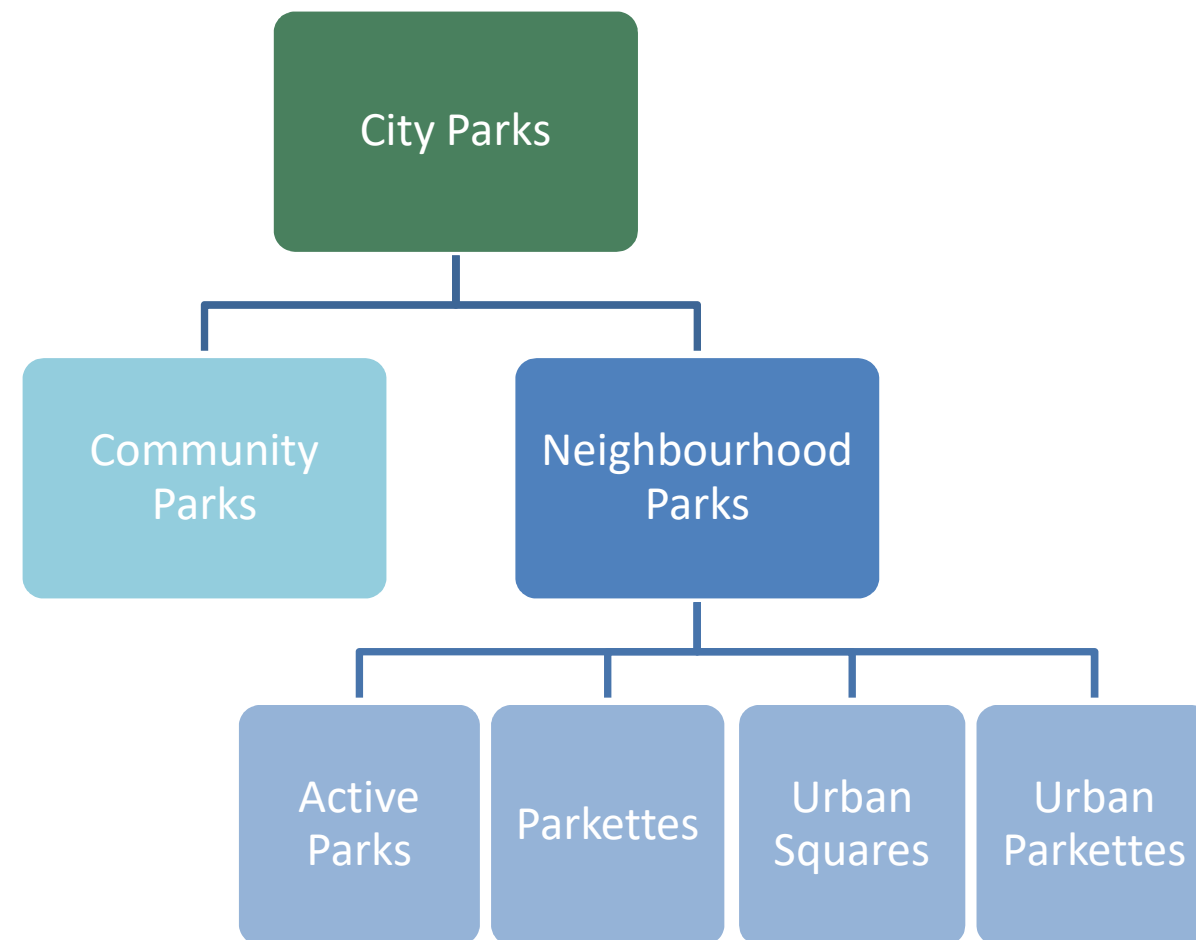 City Parks
Community
Parks
Neighbourhood
Parks
Active
Parks
Parkettes
Urban
Squares
Urban
Parkettes